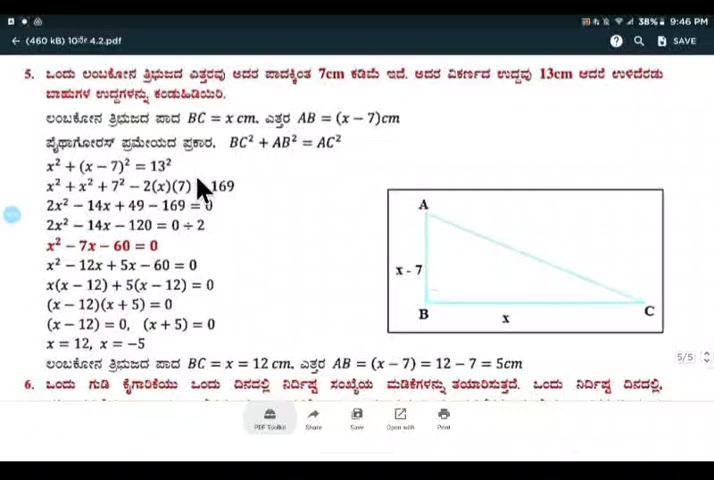 38% 9:46 PM
(460 kB) 10ನೇ 4.2.pdf
SAVE
5. ಒಂದು ಲಂಬಕೋನ ತ್ರಿಭುಜದ ಎತ್ತರವು ಅದರ ಪಾದಕ್ಕಿಂತ 7cm ಕಡಿಮೆ ಇದೆ. ಅದರ ವಿಕರ್ಣದ ಉದ್ದವು 13cm ಆದರೆ ಉಳಿದೆರಡು
ಬಾಹುಗಳ ಉದ್ದಗಳನ್ನು ಕಂಡುಹಿಡಿಯಿರಿ.
ಲಂಬಕೋನ ತ್ರಿಭುಜದ ಪಾದ BC = x cm, ಎತ್ತರ AB = (x − 7)cm
ಪೈಥಾಗೋರಸ್ ಪ್ರಮೇಯದ ಪ್ರಕಾರ, BC² + AB² = AC²
x² + (x − 7)² = 13²
x² + x² + 7² − 2(x)(7) 169
2x² − 14x + 49 − 169 = 0
2x² − 14x − 120 = 0 ÷ 2
x² − 7x − 60 = 0
x² − 12x + 5x − 60 = 0
x(x − 12) + 5(x − 12) = 0
(x − 12)(x + 5) = 0
(x − 12) = 0, (x + 5) = 0
x = 12, x = −5
ಲಂಬಕೋನ ತ್ರಿಭುಜದ ಪಾದ BC = x = 12 cm, ಎತ್ತರ AB = (x − 7) = 12 − 7 = 5cm
A
x - 7
B
x
C
5/5
6. ಒಂದು ಗುಡಿ ಕೈಗಾರಿಕೆಯು ಒಂದು ದಿನದಲ್ಲಿ ನಿರ್ದಿಷ್ಟ ಸಂಖ್ಯೆಯ ಮಡಿಕೆಗಳನ್ನು ತಯಾರಿಸುತ್ತದೆ. ಒಂದು ನಿರ್ದಿಷ್ಟ ದಿನದಲ್ಲಿ,
PDF Toolkit Share Save Open with Print